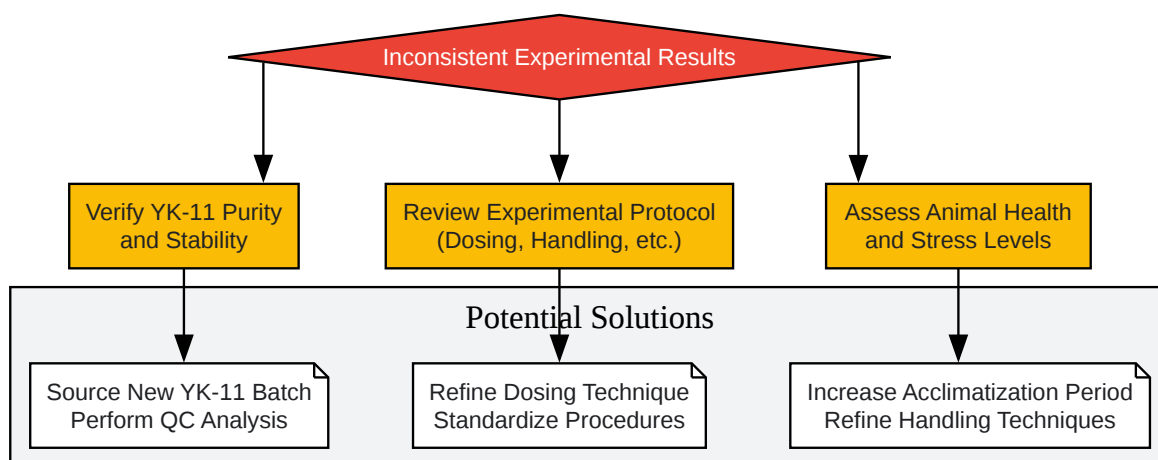 Inconsistent Experimental Results
Verify YK-11 Purity
and Stability
Review Experimental Protocol
(Dosing, Handling, etc.)
Assess Animal Health
and Stress Levels
Potential Solutions
Source New YK-11 Batch
Perform QC Analysis
Refine Dosing Technique
Standardize Procedures
Increase Acclimatization Period
Refine Handling Techniques